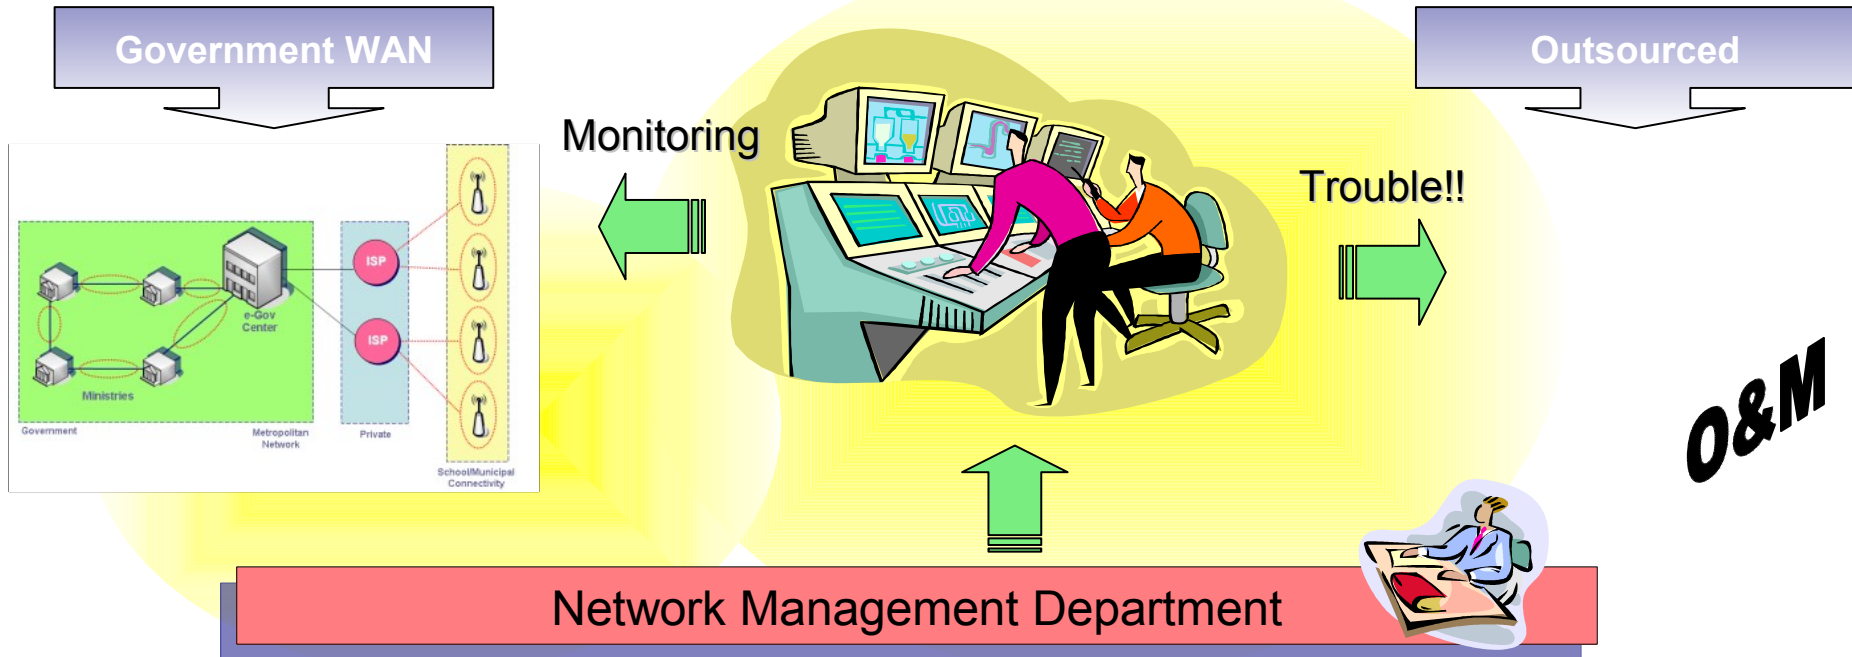 Government WAN
Outsourced
Monitoring
Trouble!!
ISP
ISP
e-Gov
Center
Ministries
Government
Metropolitan
Network
Private
School/Municipal
Connectivity
O&M
Network Management Department